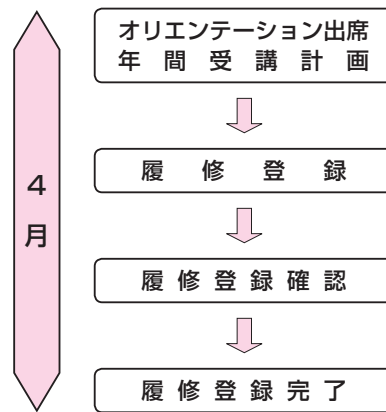 4月
オリエンテーション出席
年間受講計画
履修登録
履修登録確認
履修登録完了